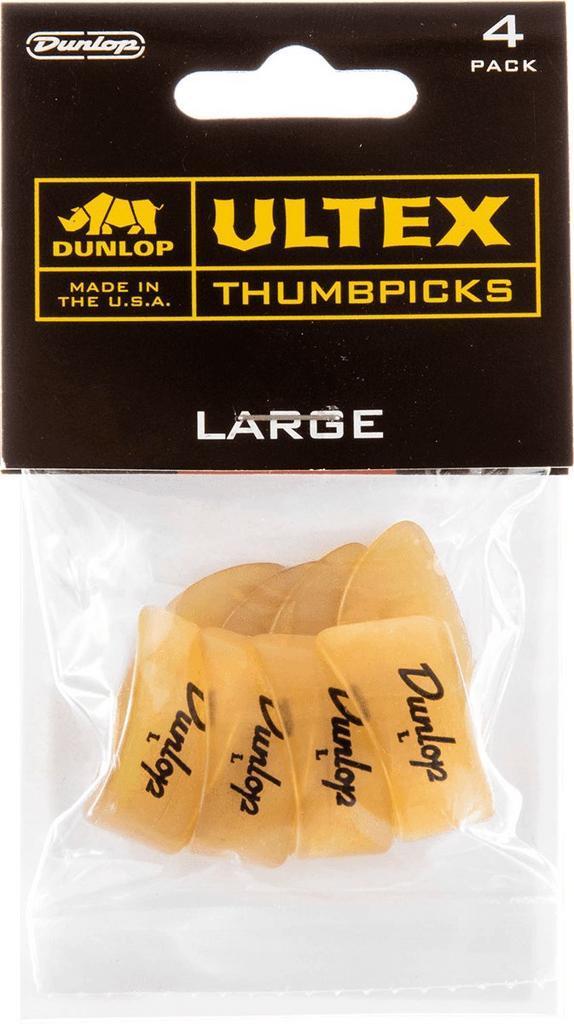 Dunlop
4
PACK
DUNLOP
MADE IN
THE U.S.A.
ULTEX
THUMBPICKS
LARGE
Dunlop
L
Dunlop
L
Dunlop
L
Dunlop
L